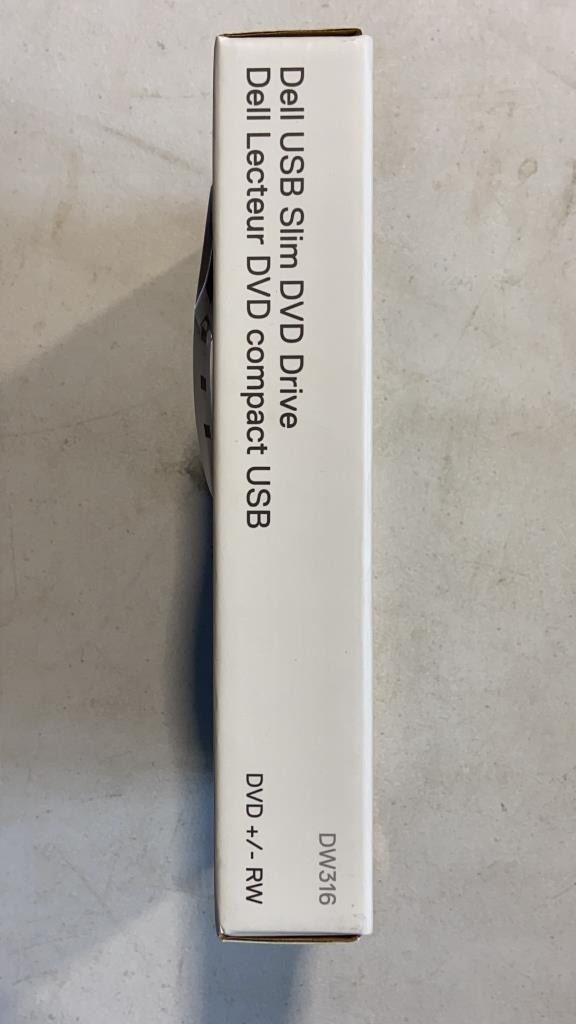 Dell USB Slim DVD Drive
Dell Lecteur DVD compact USB
DW316
DVD +/- RW